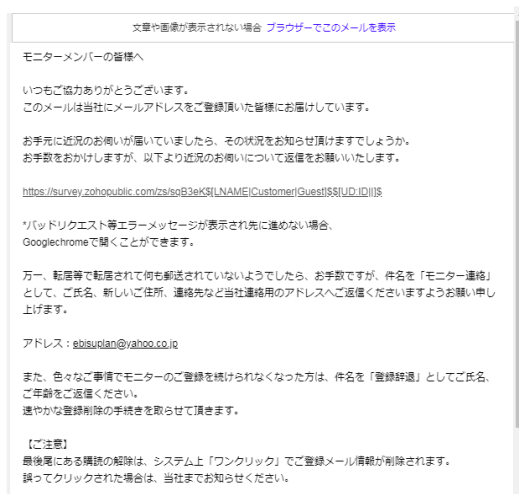 文章や画像が表示されない場合 ブラウザーでこのメールを表示
モニターメンバーの皆様へ
いつもご協力ありがとうございます。
このメールは当社にメールアドレスをご登録頂いた皆様にお届けしています。
お手元に近況のお伺いが届いていましたら、その状況をお知らせ頂けますでしょうか。
お手数をおかけしますが、以下より近況のお伺いについて返信をお願いいたします。
https://survey.zohopublic.com/zs/sqB3eK$[LNAME|Customer|Guest]$$[UD:ID||]$
*バッドリクエスト等エラーメッセージが表示され先に進めない場合、
Googlechromeで開くことができます。
万一、転居等で転居されて何も郵送されていないようでしたら、お手数ですが、件名を「モニター連絡」
として、ご氏名、新しいご住所、連絡先など当社連絡用のアドレスへご返信くださいますようお願い申し
上げます。
アドレス：ebisuplan@yahoo.co.jp
また、色々なご事情でモニターのご登録を続けられなくなった方は、件名を「登録辞退」としてご氏名、
ご年齢をご返信ください。
速やかな登録削除の手続きを取らせて頂きます。
【ご注意】
最後尾にある購読の解除は、システム上「ワンクリック」でご登録メール情報が削除されます。
誤ってクリックされた場合は、当社までお知らせください。